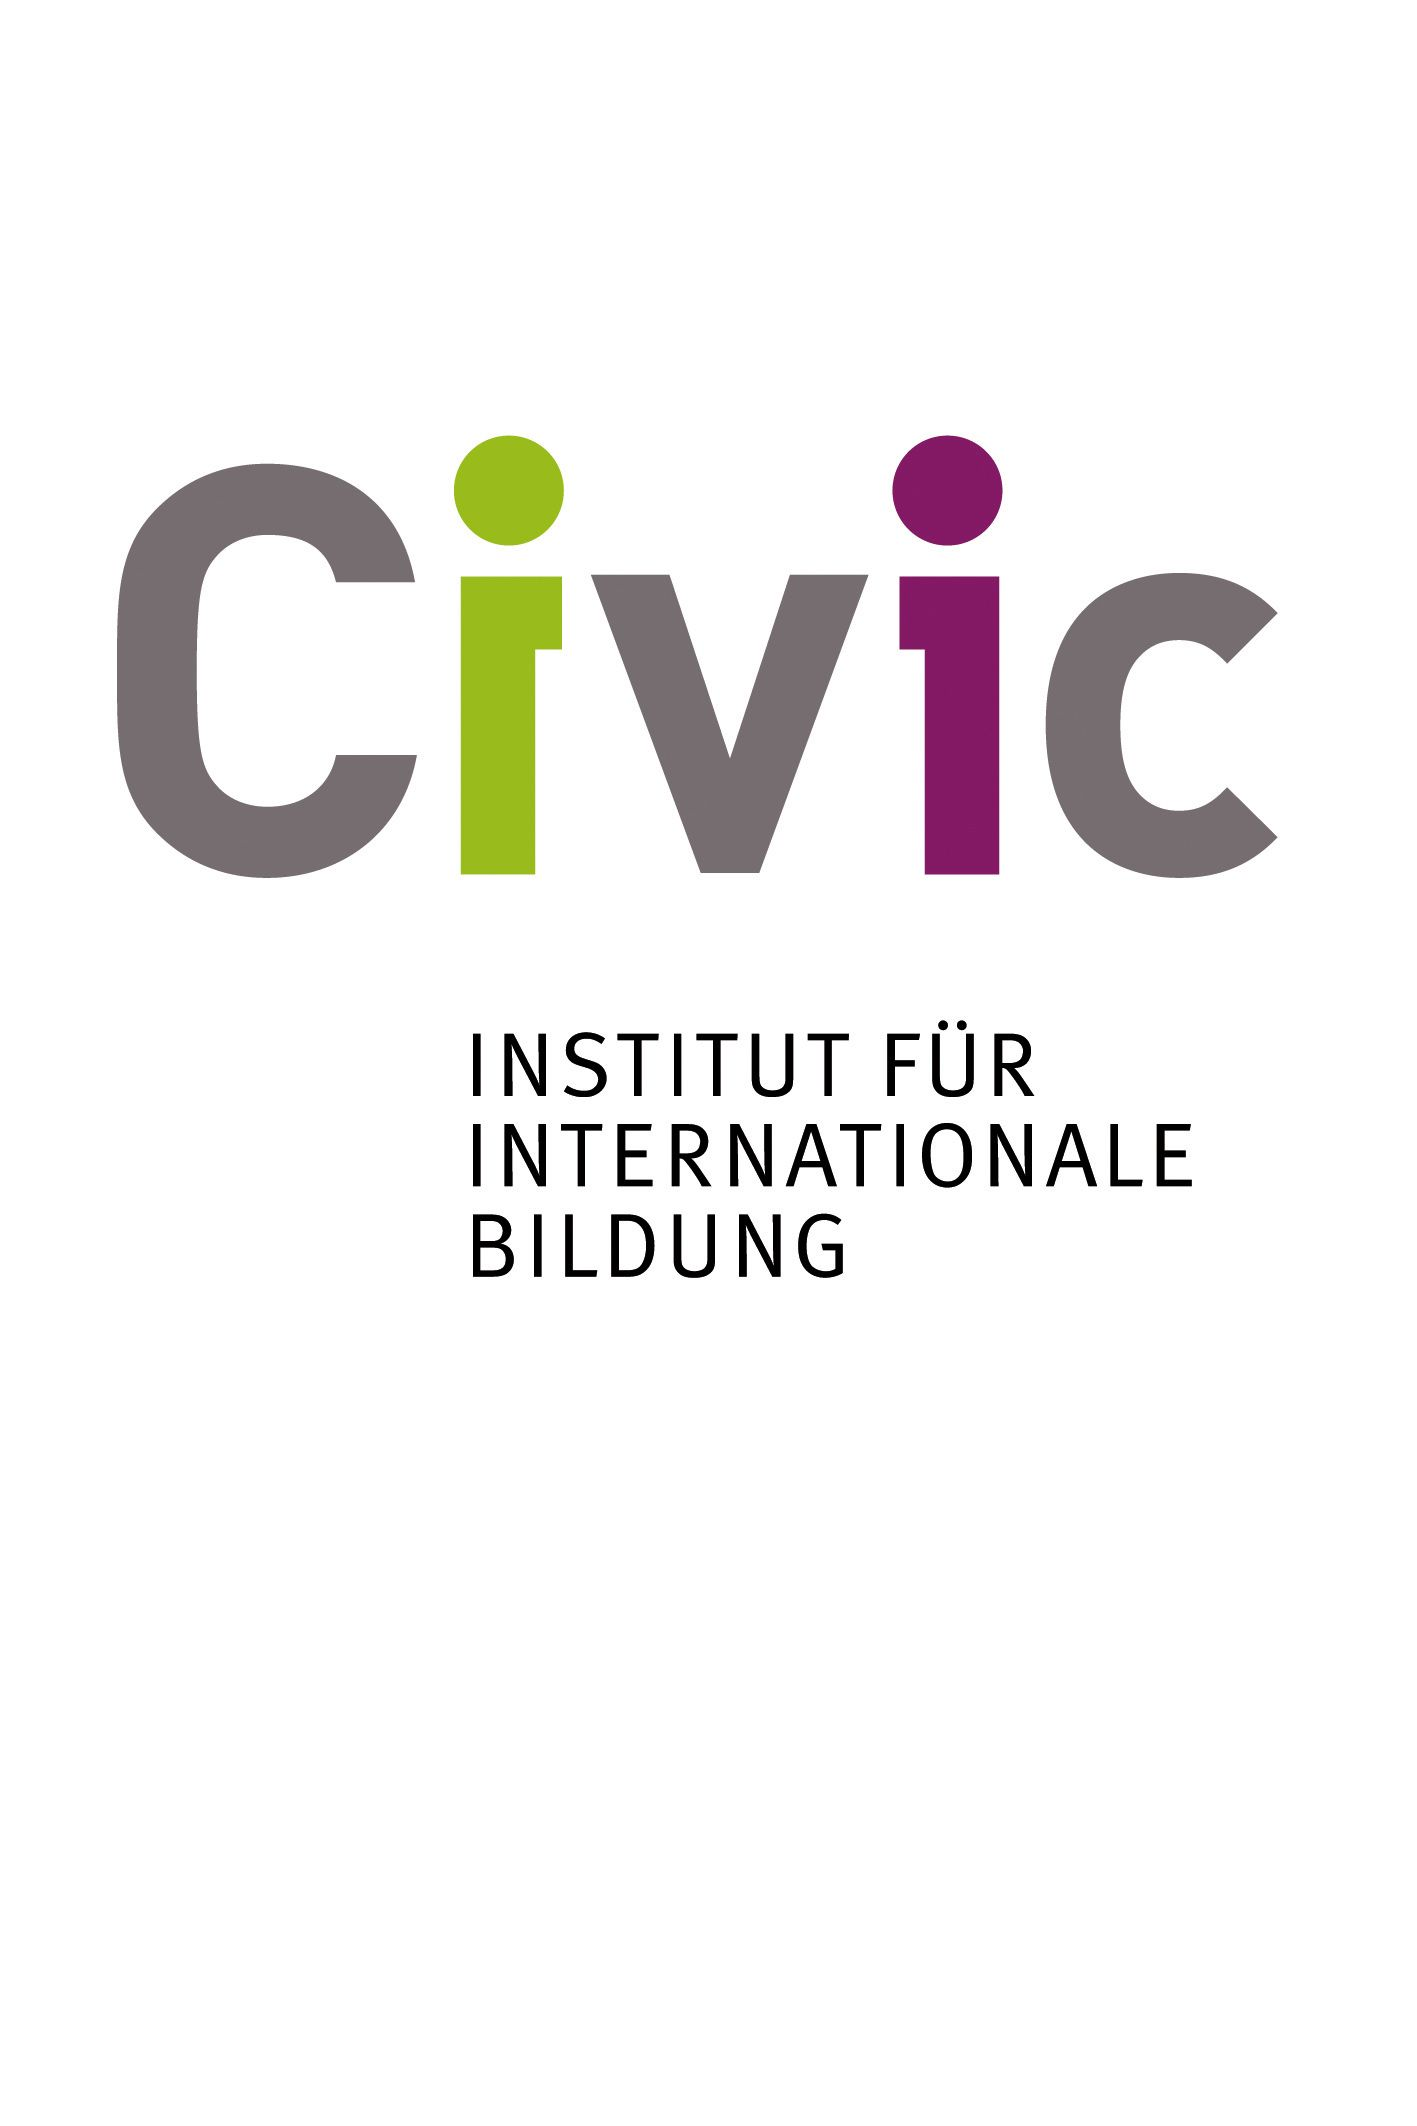 Civic
INSTITUT FÜR
INTERNATIONALE
BILDUNG